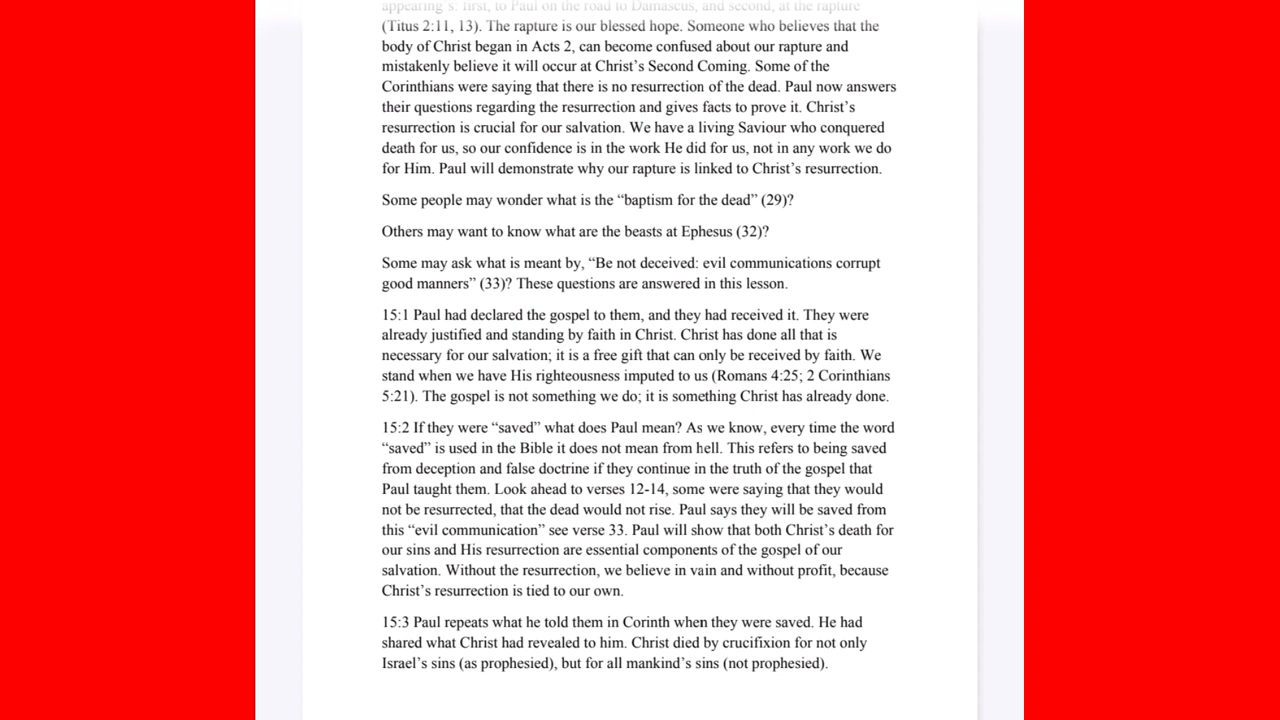 appearing's: first, to Paul on the road to Damascus, and second, at the rapture
(Titus 2:11, 13). The rapture is our blessed hope. Someone who believes that the
body of Christ began in Acts 2, can become confused about our rapture and
mistakenly believe it will occur at Christ’s Second Coming. Some of the
Corinthians were saying that there is no resurrection of the dead. Paul now answers
their questions regarding the resurrection and gives facts to prove it. Christ’s
resurrection is crucial for our salvation. We have a living Saviour who conquered
death for us, so our confidence is in the work He did for us, not in any work we do
for Him. Paul will demonstrate why our rapture is linked to Christ’s resurrection.
Some people may wonder what is the “baptism for the dead” (29)?
Others may want to know what are the beasts at Ephesus (32)?
Some may ask what is meant by, “Be not deceived: evil communications corrupt
good manners” (33)? These questions are answered in this lesson.
15:1 Paul had declared the gospel to them, and they had received it. They were
already justified and standing by faith in Christ. Christ has done all that is
necessary for our salvation; it is a free gift that can only be received by faith. We
stand when we have His righteousness imputed to us (Romans 4:25; 2 Corinthians
5:21). The gospel is not something we do; it is something Christ has already done.
15:2 If they were “saved” what does Paul mean? As we know, every time the word
“saved” is used in the Bible it does not mean from hell. This refers to being saved
from deception and false doctrine if they continue in the truth of the gospel that
Paul taught them. Look ahead to verses 12-14, some were saying that they would
not be resurrected, that the dead would not rise. Paul says they will be saved from
this “evil communication” see verse 33. Paul will show that both Christ’s death for
our sins and His resurrection are essential components of the gospel of our
salvation. Without the resurrection, we believe in vain and without profit, because
Christ’s resurrection is tied to our own.
15:3 Paul repeats what he told them in Corinth when they were saved. He had
shared what Christ had revealed to him. Christ died by crucifixion for not only
Israel’s sins (as prophesied), but for all mankind’s sins (not prophesied).